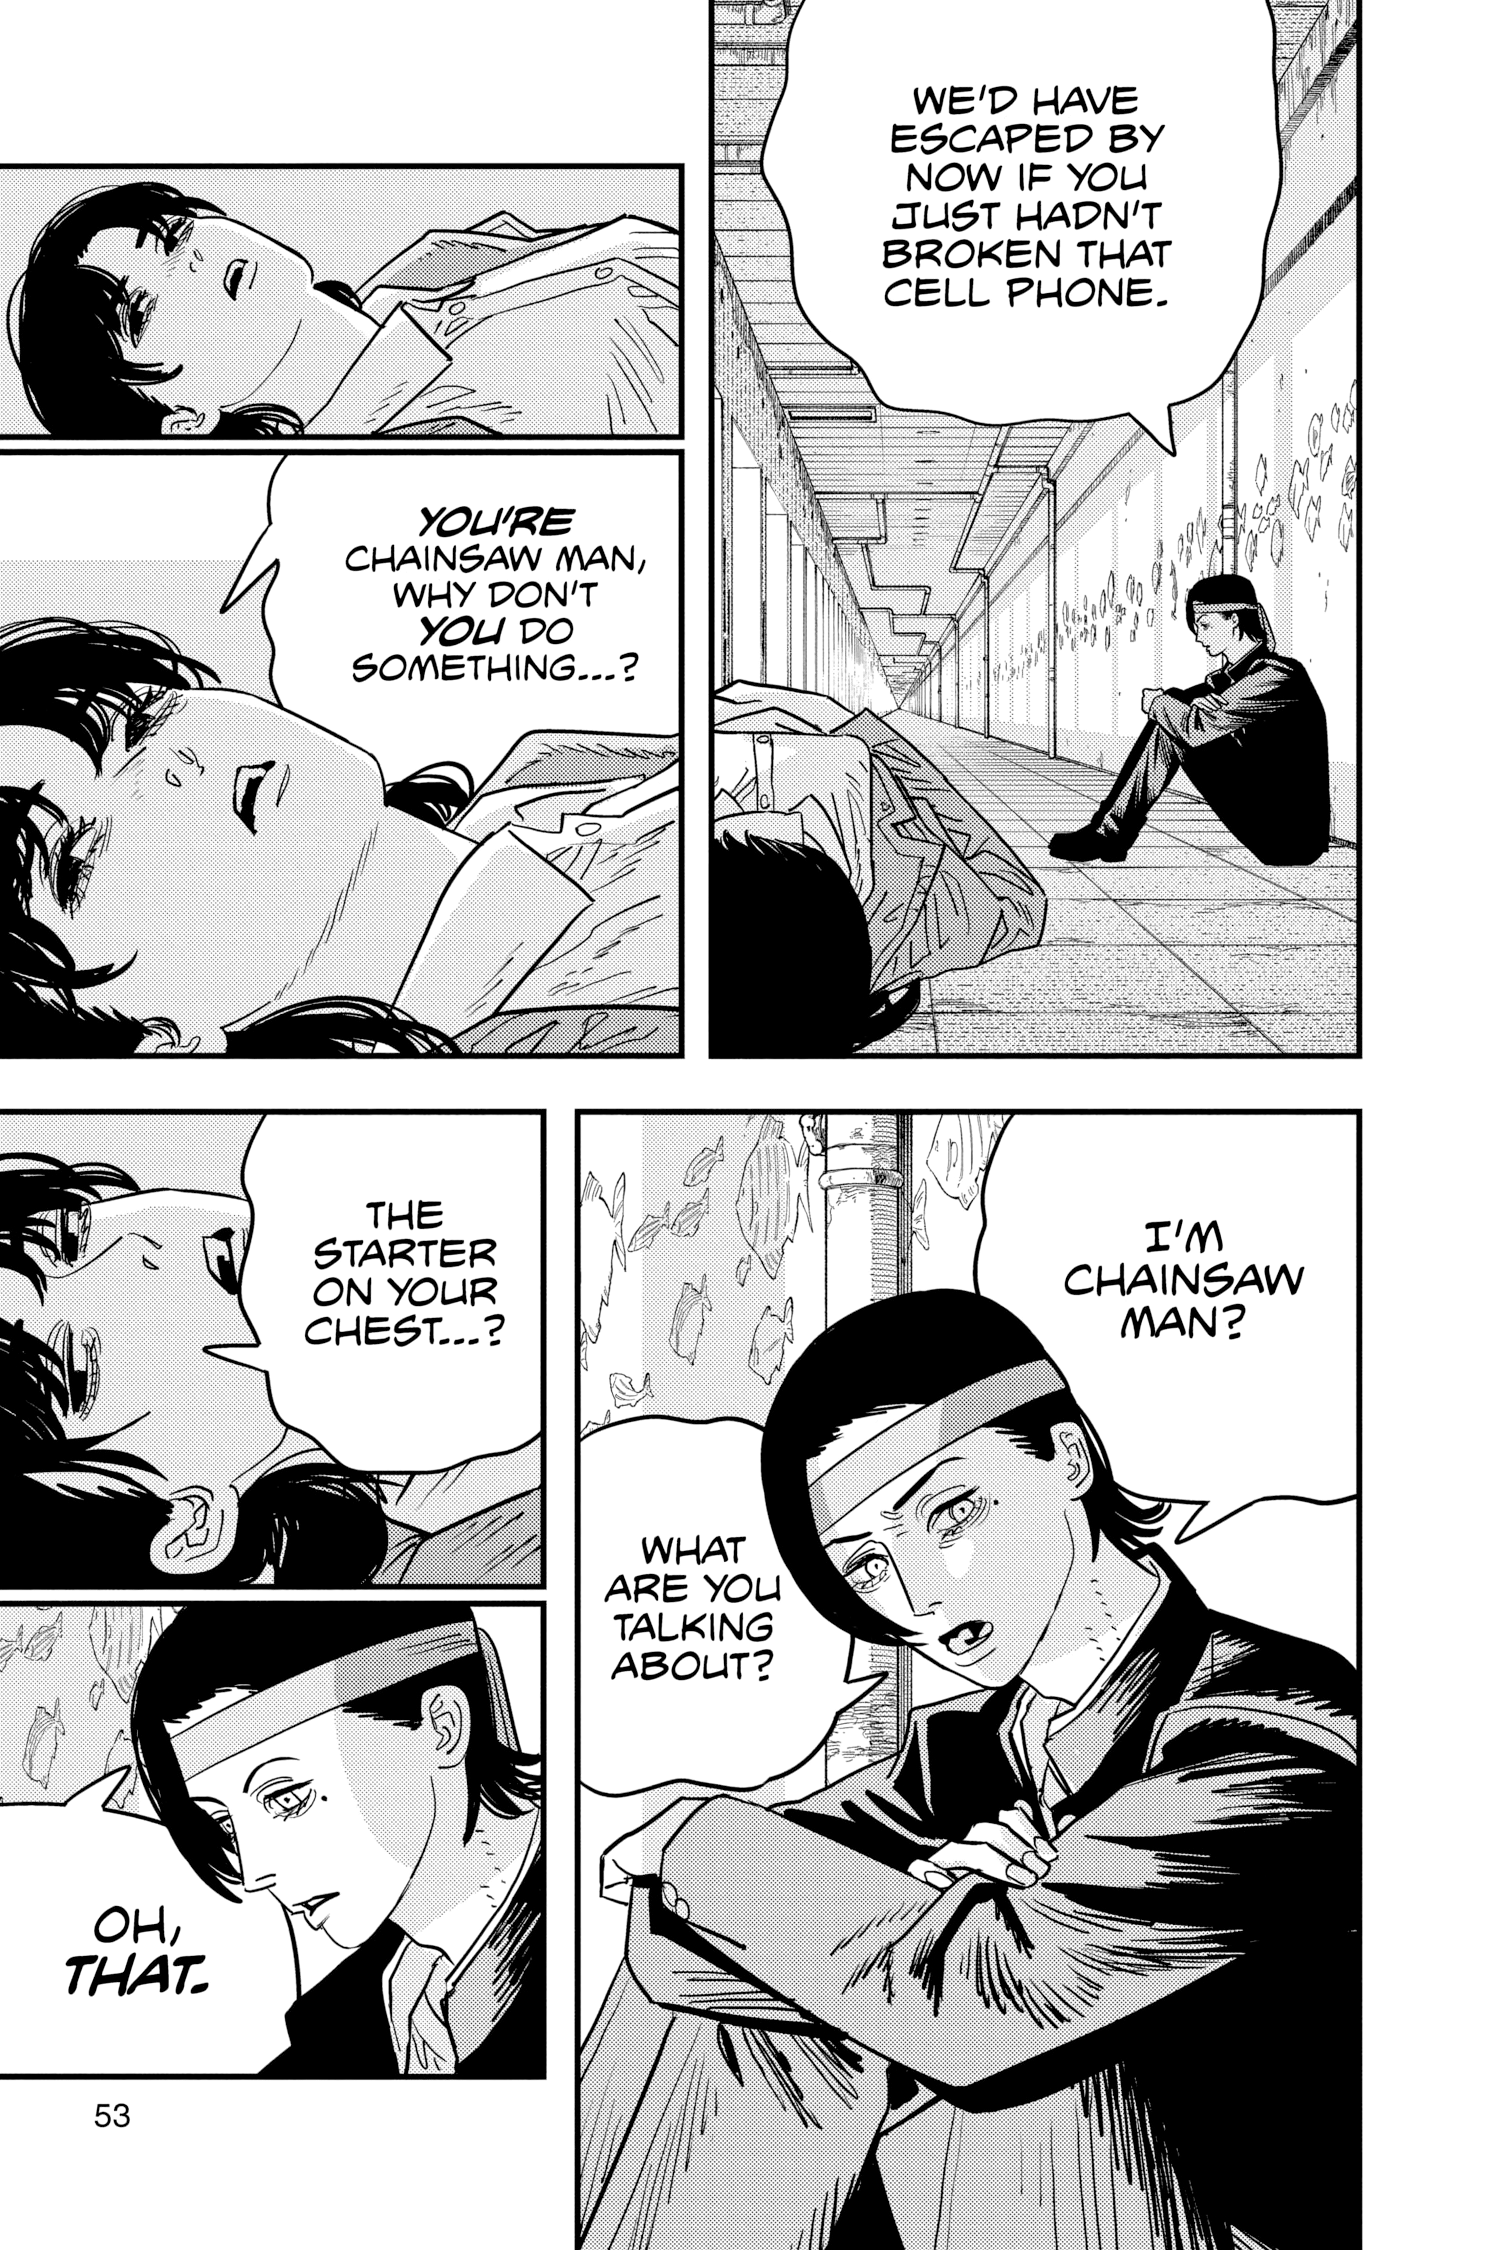 WE'D HAVE
ESCAPED BY
NOW IF YOU
JUST HADN'T
BROKEN THAT
CELL PHONE.
YOU'RE
CHAINSAW MAN,
WHY DON'T
YOU DO
SOMETHING...?
I'M
CHAINSAW
MAN?
WHAT
ARE YOU
TALKING
ABOUT?
THE
STARTER
ON YOUR
CHEST...?
OH,
THAT.
53